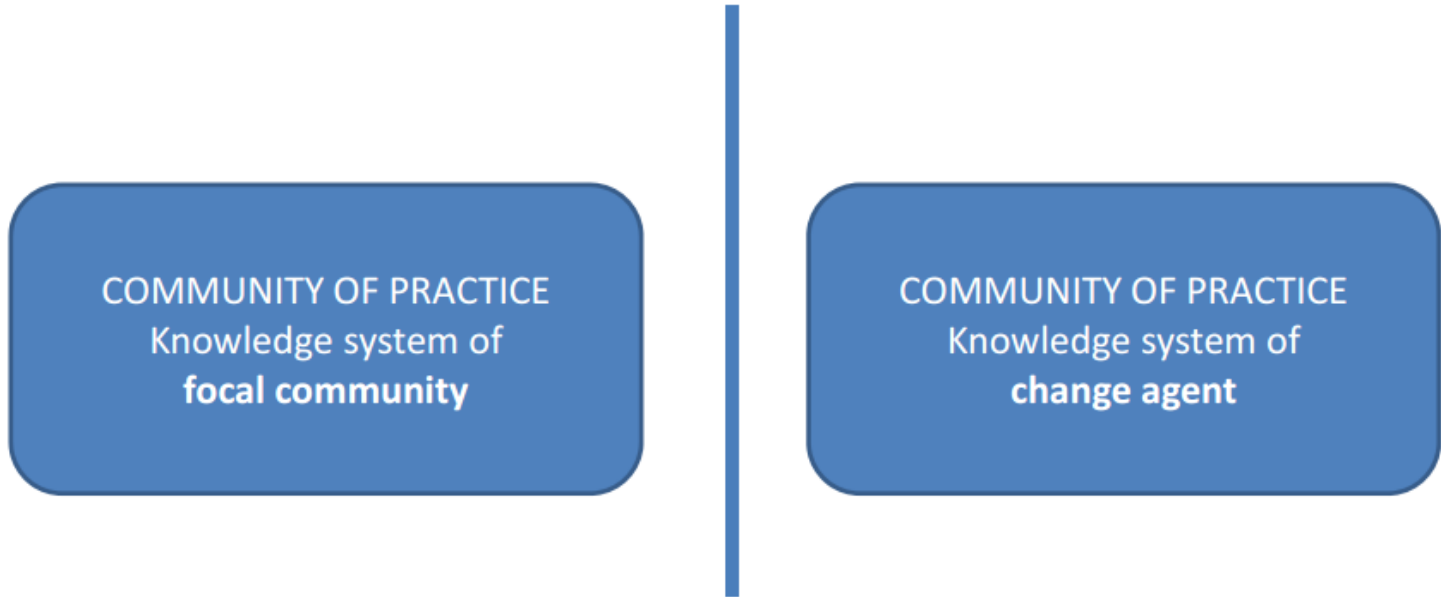 COMMUNITY OF PRACTICE
Knowledge system of
focal community
COMMUNITY OF PRACTICE
Knowledge system of
change agent